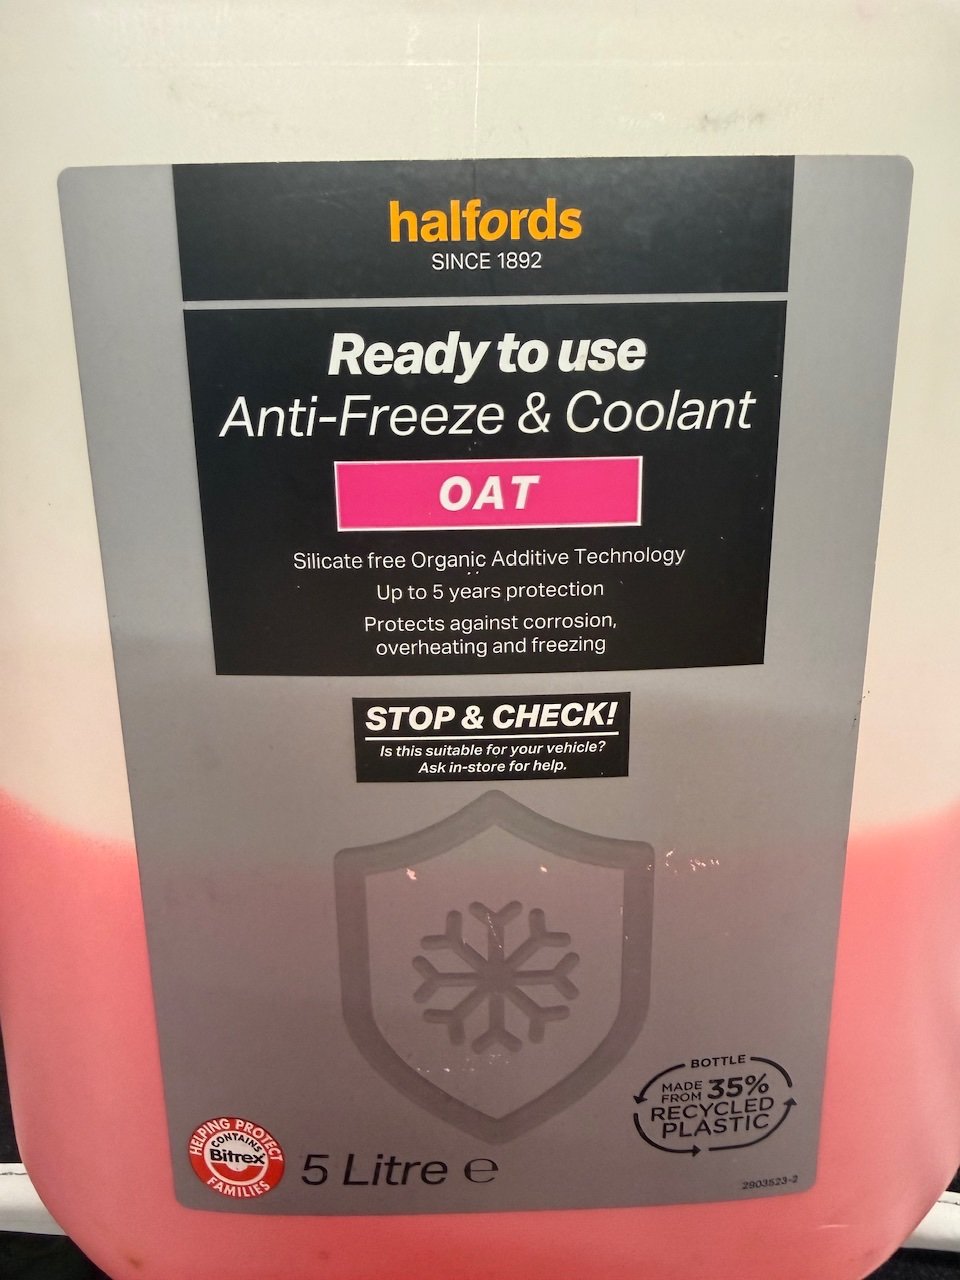 halfords
SINCE 1892
Ready to use
Anti-Freeze & Coolant
OAT
Silicate free Organic Additive Technology
Up to 5 years protection
Protects against corrosion,
overheating and freezing
STOP & CHECK!
Is this suitable for your vehicle?
Ask in-store for help.
BOTTLE
MADE
FROM 35%
RECYCLED
PLASTIC
HELPING PROTECT
CONTAINS
Bitrex
FAMILIES
5 Litre ℮
2903523-2